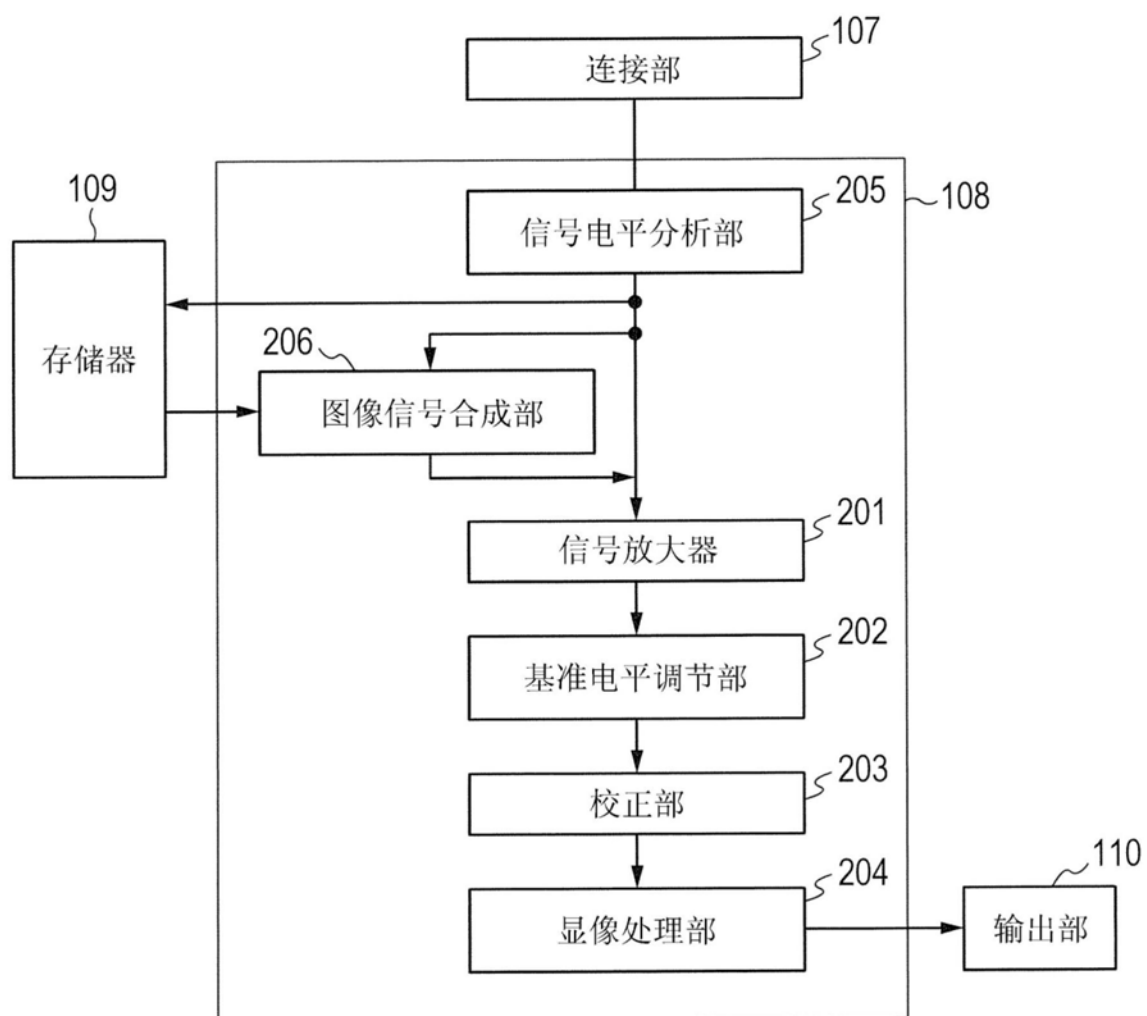 107
连接部
109
205
108
信号电平分析部
存储器
206
图像信号合成部
201
信号放大器
202
基准电平调节部
203
校正部
204
110
显像处理部
输出部